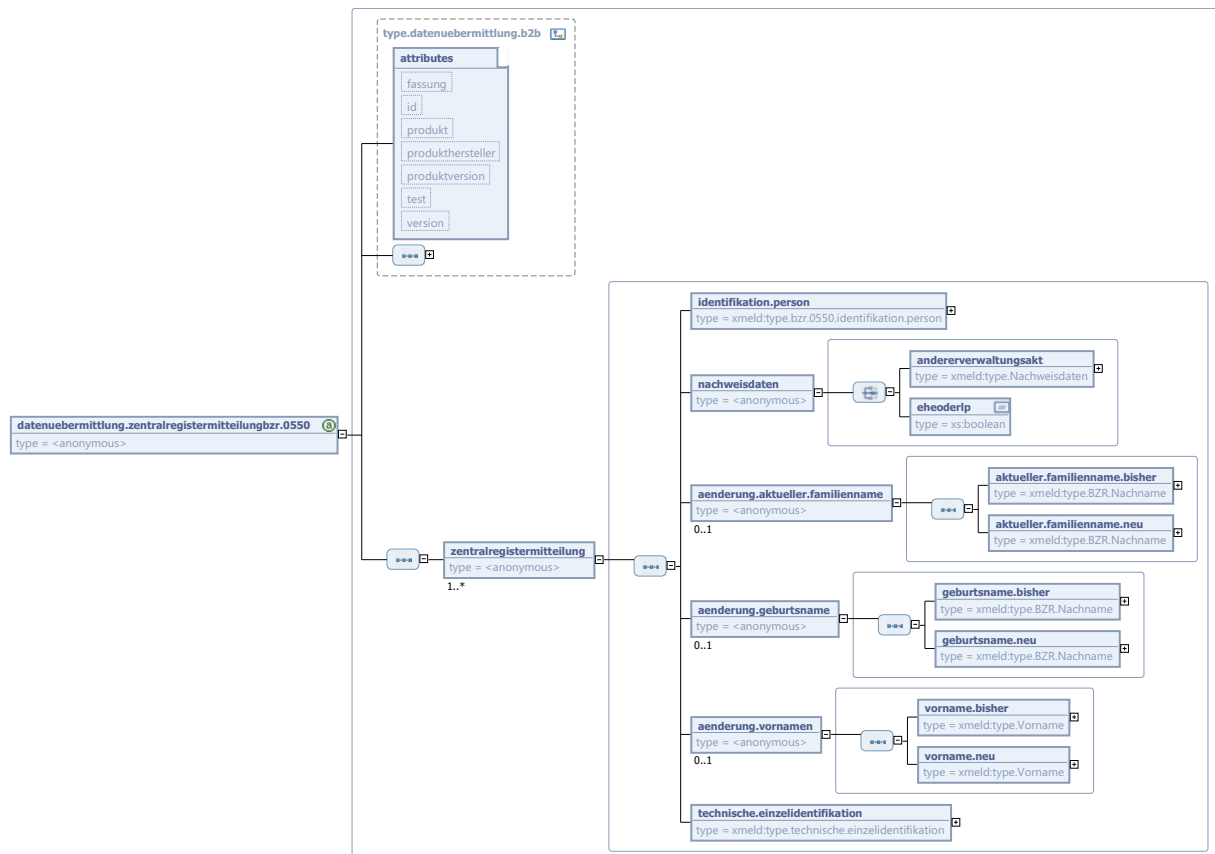 type.datenuebermittlung.b2b
attributes
fassung
id
produkt
produkthersteller
produktversion
test
version
identifikation.person
type = xmeld:type.bzr.0550.identifikation.person
nachweisdaten
type = <anonymous>
andererverwaltungsakt
type = xmeld:type.Nachweisdaten
eheoderlp
type = xs:boolean
datenuebermittlung.zentralregistermitteilungbzr.0550
a
type = <anonymous>
aenderung.aktueller.familienname
type = <anonymous>
0..1
aktueller.familienname.bisher
type = xmeld:type.BZR.Nachname
aktueller.familienname.neu
type = xmeld:type.BZR.Nachname
zentralregistermitteilung
type = <anonymous>
1..*
aenderung.geburtsname
type = <anonymous>
0..1
geburtsname.bisher
type = xmeld:type.BZR.Nachname
geburtsname.neu
type = xmeld:type.BZR.Nachname
aenderung.vornamen
type = <anonymous>
0..1
vorname.bisher
type = xmeld:type.Vorname
vorname.neu
type = xmeld:type.Vorname
technische.einzelidentifikation
type = xmeld:type.technische.einzelidentifikation